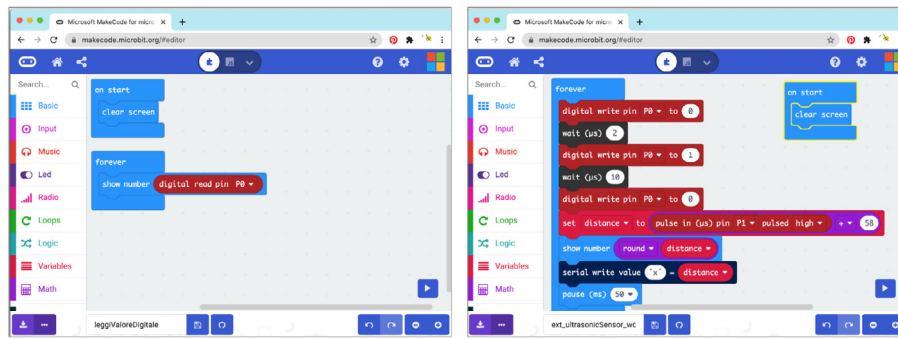 Microsoft MakeCode for micro:
makecode.microbit.org/#editor
Search...
Basic
Input
Music
Led
Radio
Loops
Logic
Variables
Math
on start
clear screen
forever
show number digital read pin P0
leggiValoreDigitale
Microsoft MakeCode for micro:
makecode.microbit.org/#editor
Search...
Basic
Input
Music
Led
Radio
Loops
Logic
Variables
Math
forever
digital write pin P0 to 0
wait (µs) 2
digital write pin P0 to 1
wait (µs) 10
digital write pin P0 to 0
set distance to pulse in (µs) pin P1 pulsed high ÷ 58
show number round distance
serial write value "x" = distance
pause (ms) 50
on start
clear screen
ext_ultrasonicSensor_wc